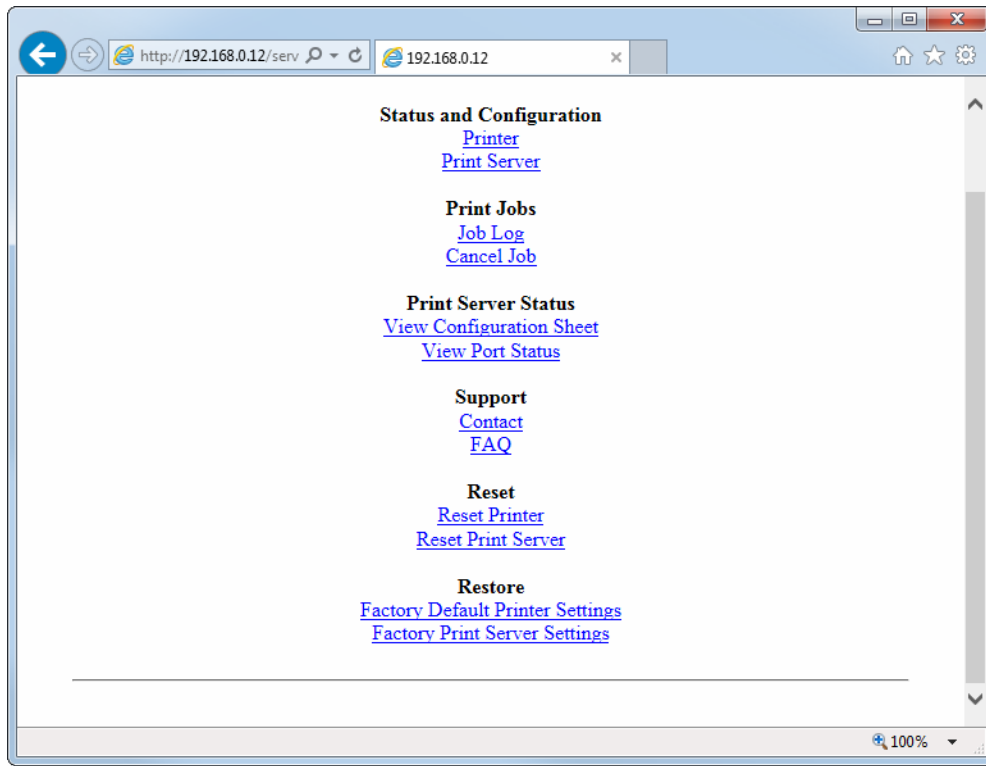 http://192.168.0.12/serv
192.168.0.12
Status and Configuration
Printer
Print Server
Print Jobs
Job Log
Cancel Job
Print Server Status
View Configuration Sheet
View Port Status
Support
Contact
FAQ
Reset
Reset Printer
Reset Print Server
Restore
Factory Default Printer Settings
Factory Print Server Settings
100%